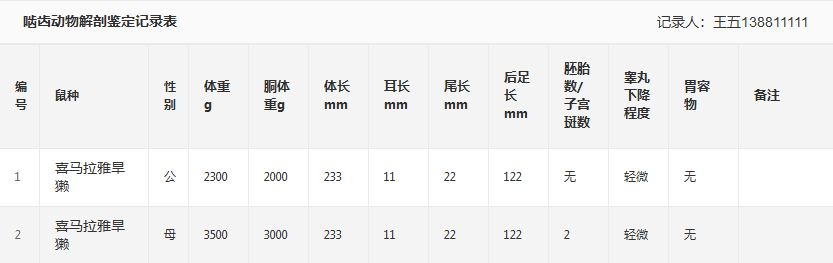 啮齿动物解剖鉴定记录表 记录人：王五138811111
编号 鼠种 性别 体重g 胴体重g 体长mm 耳长mm 尾长mm 后足长mm 胚胎数/子宫斑数 睾丸下降程度 胃容物 备注
1 喜马拉雅旱獭 公 2300 2000 233 11 22 122 无 轻微 无
2 喜马拉雅旱獭 母 3500 3000 233 11 22 122 2 轻微 无